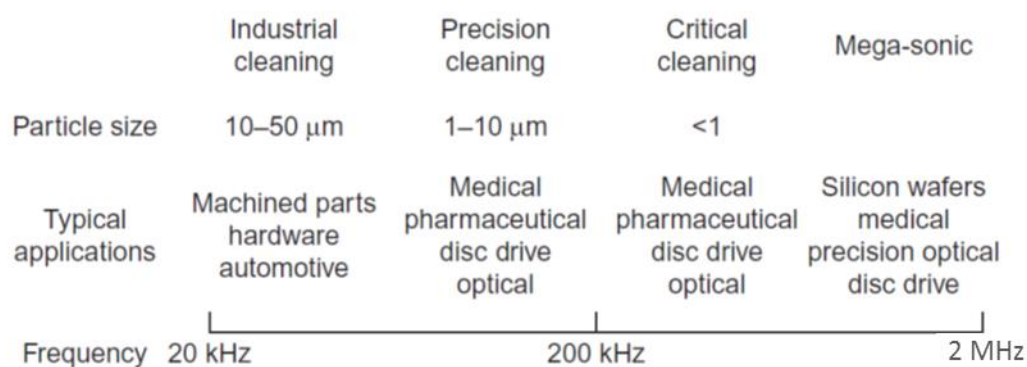 Industrial cleaning
Precision cleaning
Critical cleaning
Mega-sonic
Particle size
10–50 μm
1–10 μm
<1
Typical applications
Machined parts
hardware
automotive
Medical
pharmaceutical
disc drive
optical
Medical
pharmaceutical
disc drive
optical
Silicon wafers
medical
precision optical
disc drive
Frequency
20 kHz
200 kHz
2 MHz